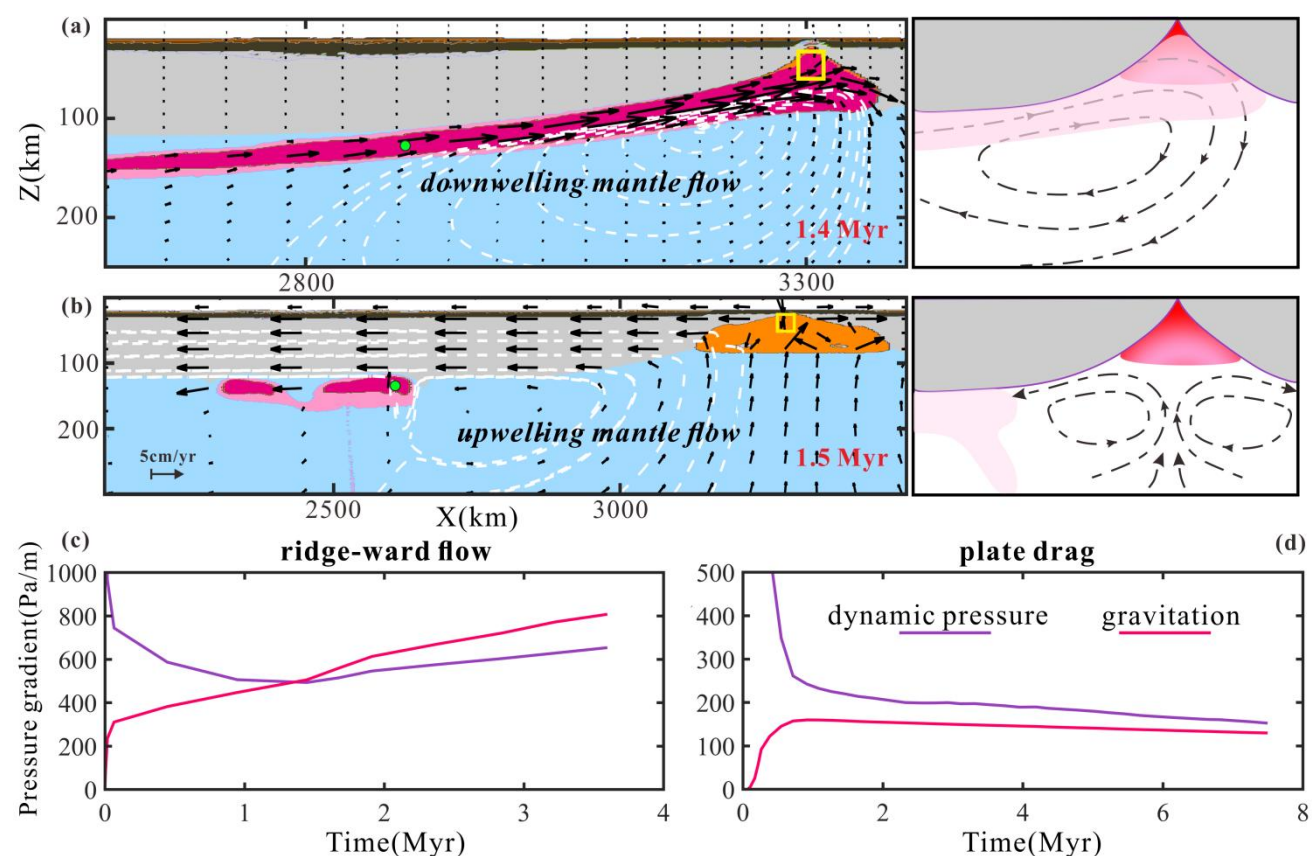 (a)
Z(km)
100
200
downwelling mantle flow
1.4 Myr
2800
3300
(b)
100
200
upwelling mantle flow
5cm/yr
1.5 Myr
2500
3000
X(km)
(c)
ridge-ward flow
Pressure gradient(Pa/m)
1000
800
600
400
200
0
0
1
2
3
4
Time(Myr)
plate drag
(d)
500
400
300
200
100
0
dynamic pressure
gravitation
0
2
4
6
8
Time(Myr)